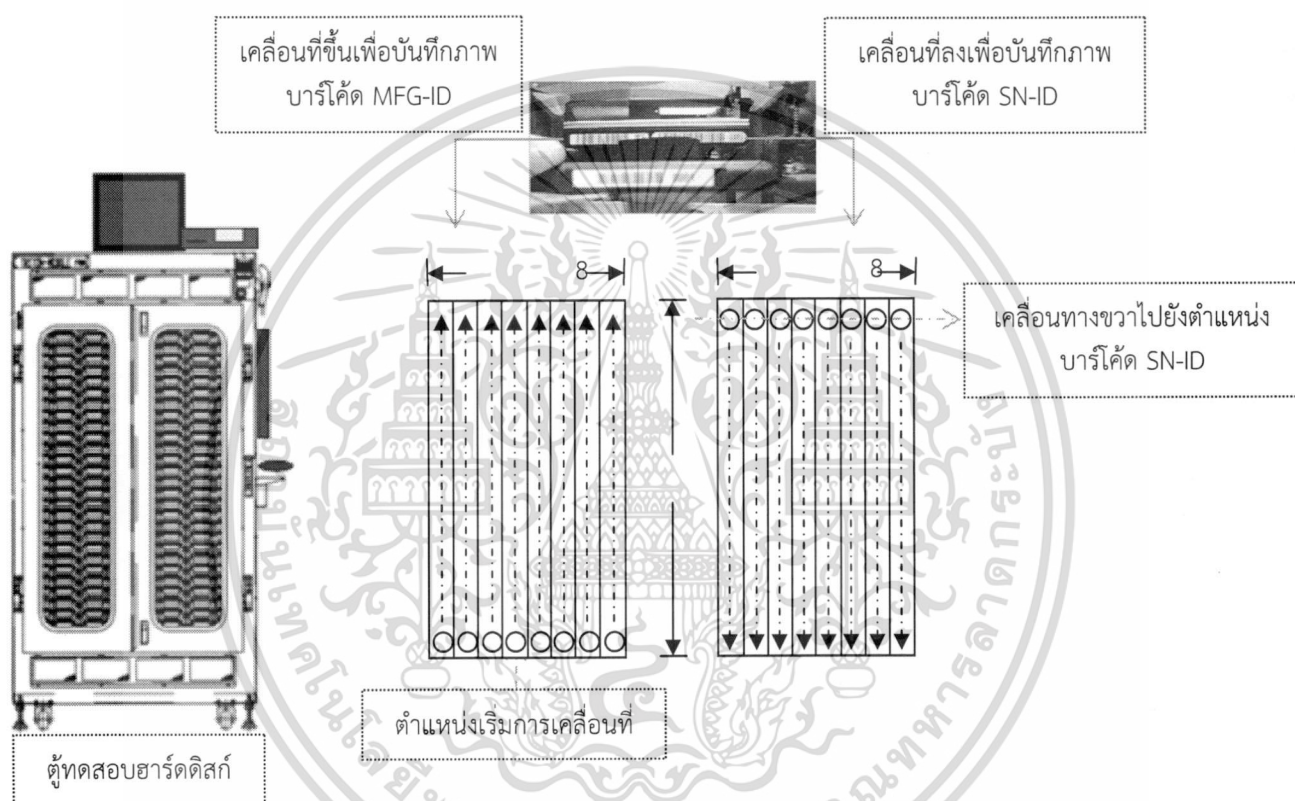 เคลื่อนที่ขึ้นเพื่อบันทึกภาพ
บาร์โค้ด MFG-ID
เคลื่อนที่ลงเพื่อบันทึกภาพ
บาร์โค้ด SN-ID
8
8
เคลื่อนทางขวาไปยังตำแหน่ง
บาร์โค้ด SN-ID
ตำแหน่งเริ่มการเคลื่อนที่
ตู้ทดสอบฮาร์ดดิสก์